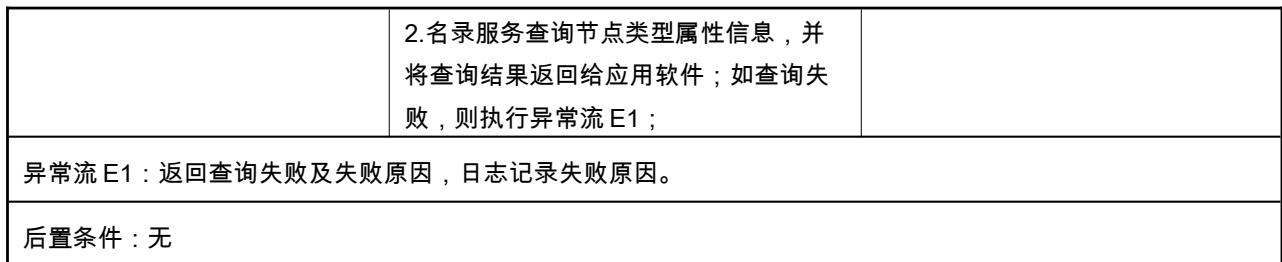 2.名录服务查询节点类型属性信息，并
将查询结果返回给应用软件；如查询失
败，则执行异常流 E1；
异常流 E1：返回查询失败及失败原因，日志记录失败原因。
后置条件：无